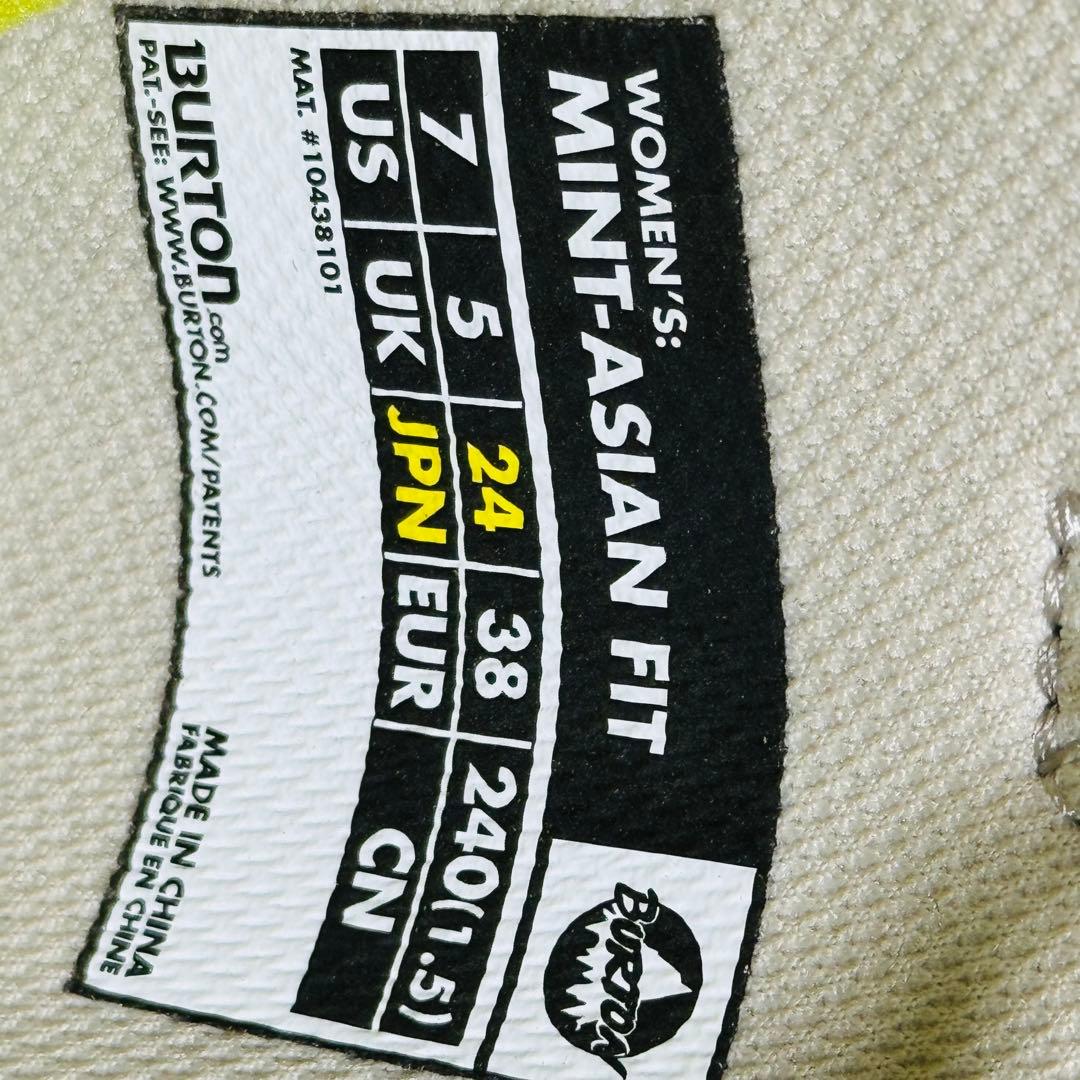 WOMEN'S:
MINT-ASIAN FIT
BURTON
7 5 24 38 240(1.5)
US UK JPN EUR CN
MAT. #10438101
BURTON.com
PAT.-SEE: WWW.BURTON.COM/PATENTS
MADE IN CHINA
FABRIQUE EN CHINE